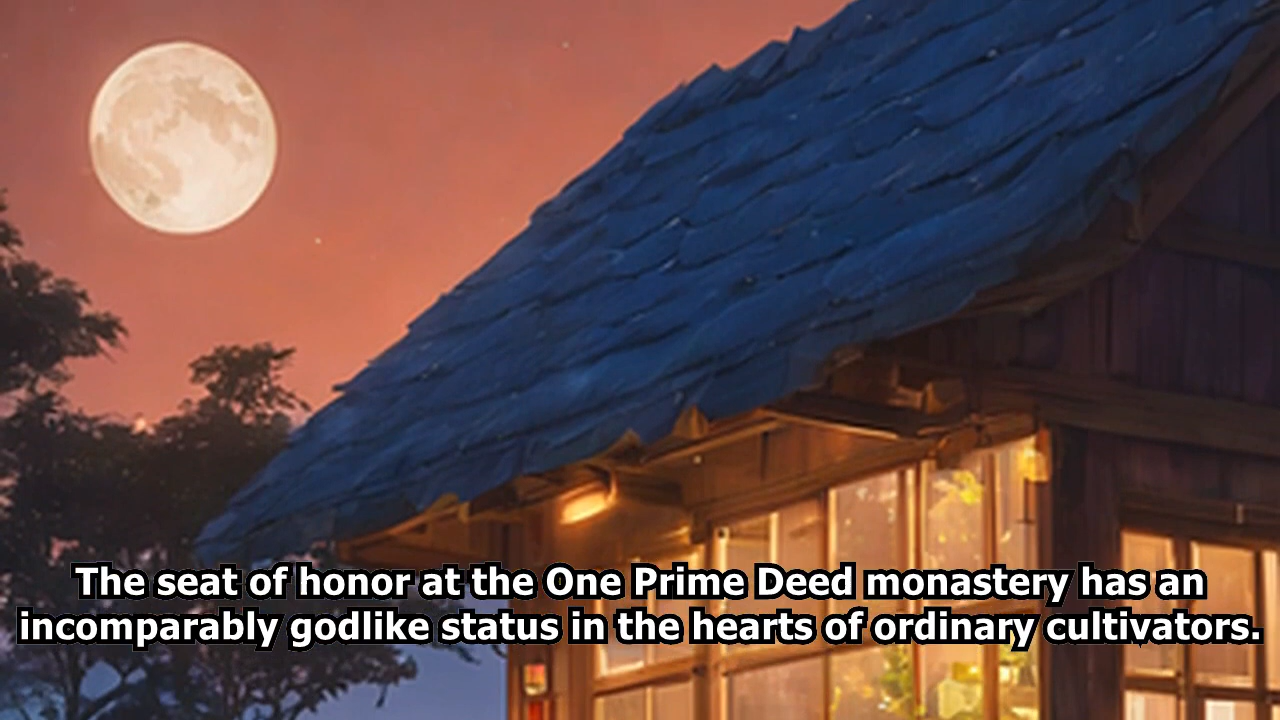 The seat of honor at the One Prime Deed monastery has an
incomparably godlike status in the hearts of ordinary cultivators.